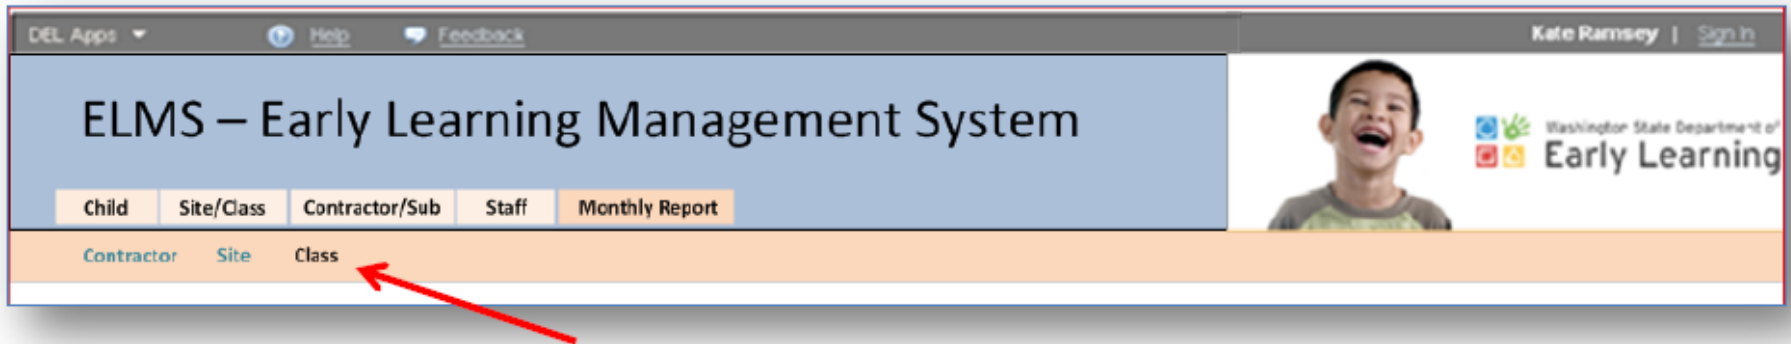 DEL Apps Help Feedback Kate Ramsey | Sign In
ELMS – Early Learning Management System
Washington State Department of
Early Learning
Child Site/Class Contractor/Sub Staff Monthly Report
Contractor Site Class